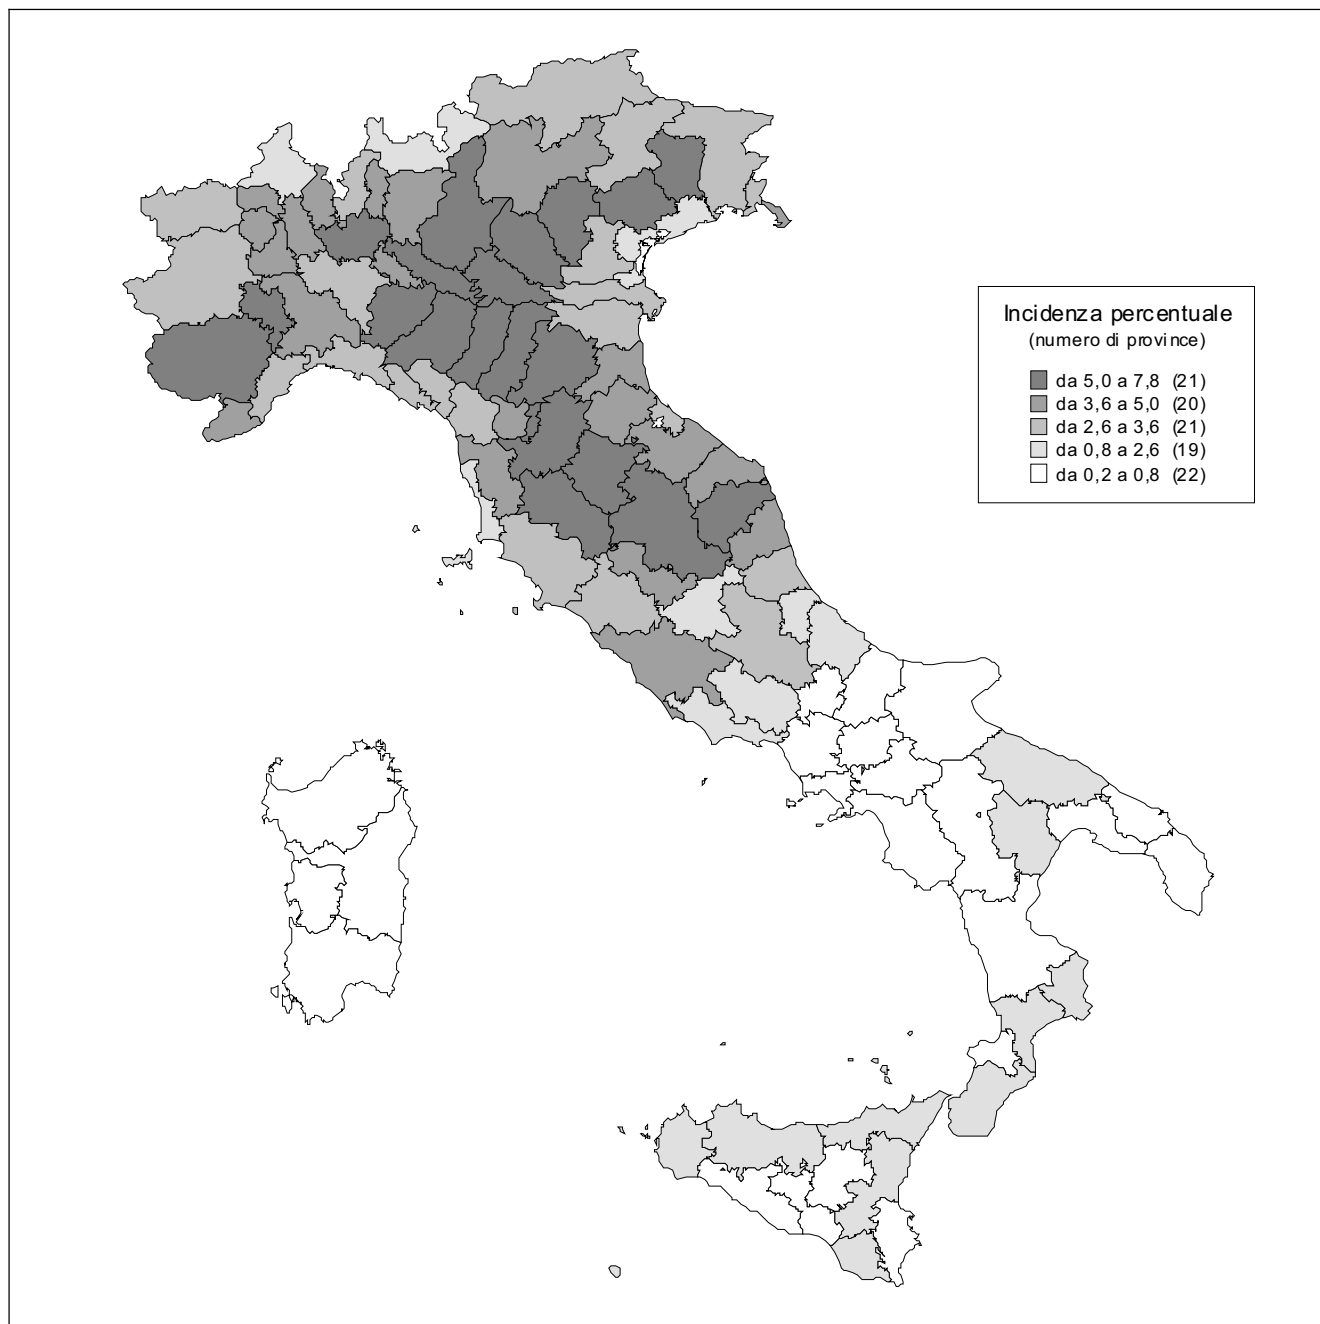 Incidenza percentuale
(numero di province)
da 5,0 a 7,8 (21)
da 3,6 a 5,0 (20)
da 2,6 a 3,6 (21)
da 0,8 a 2,6 (19)
da 0,2 a 0,8 (22)